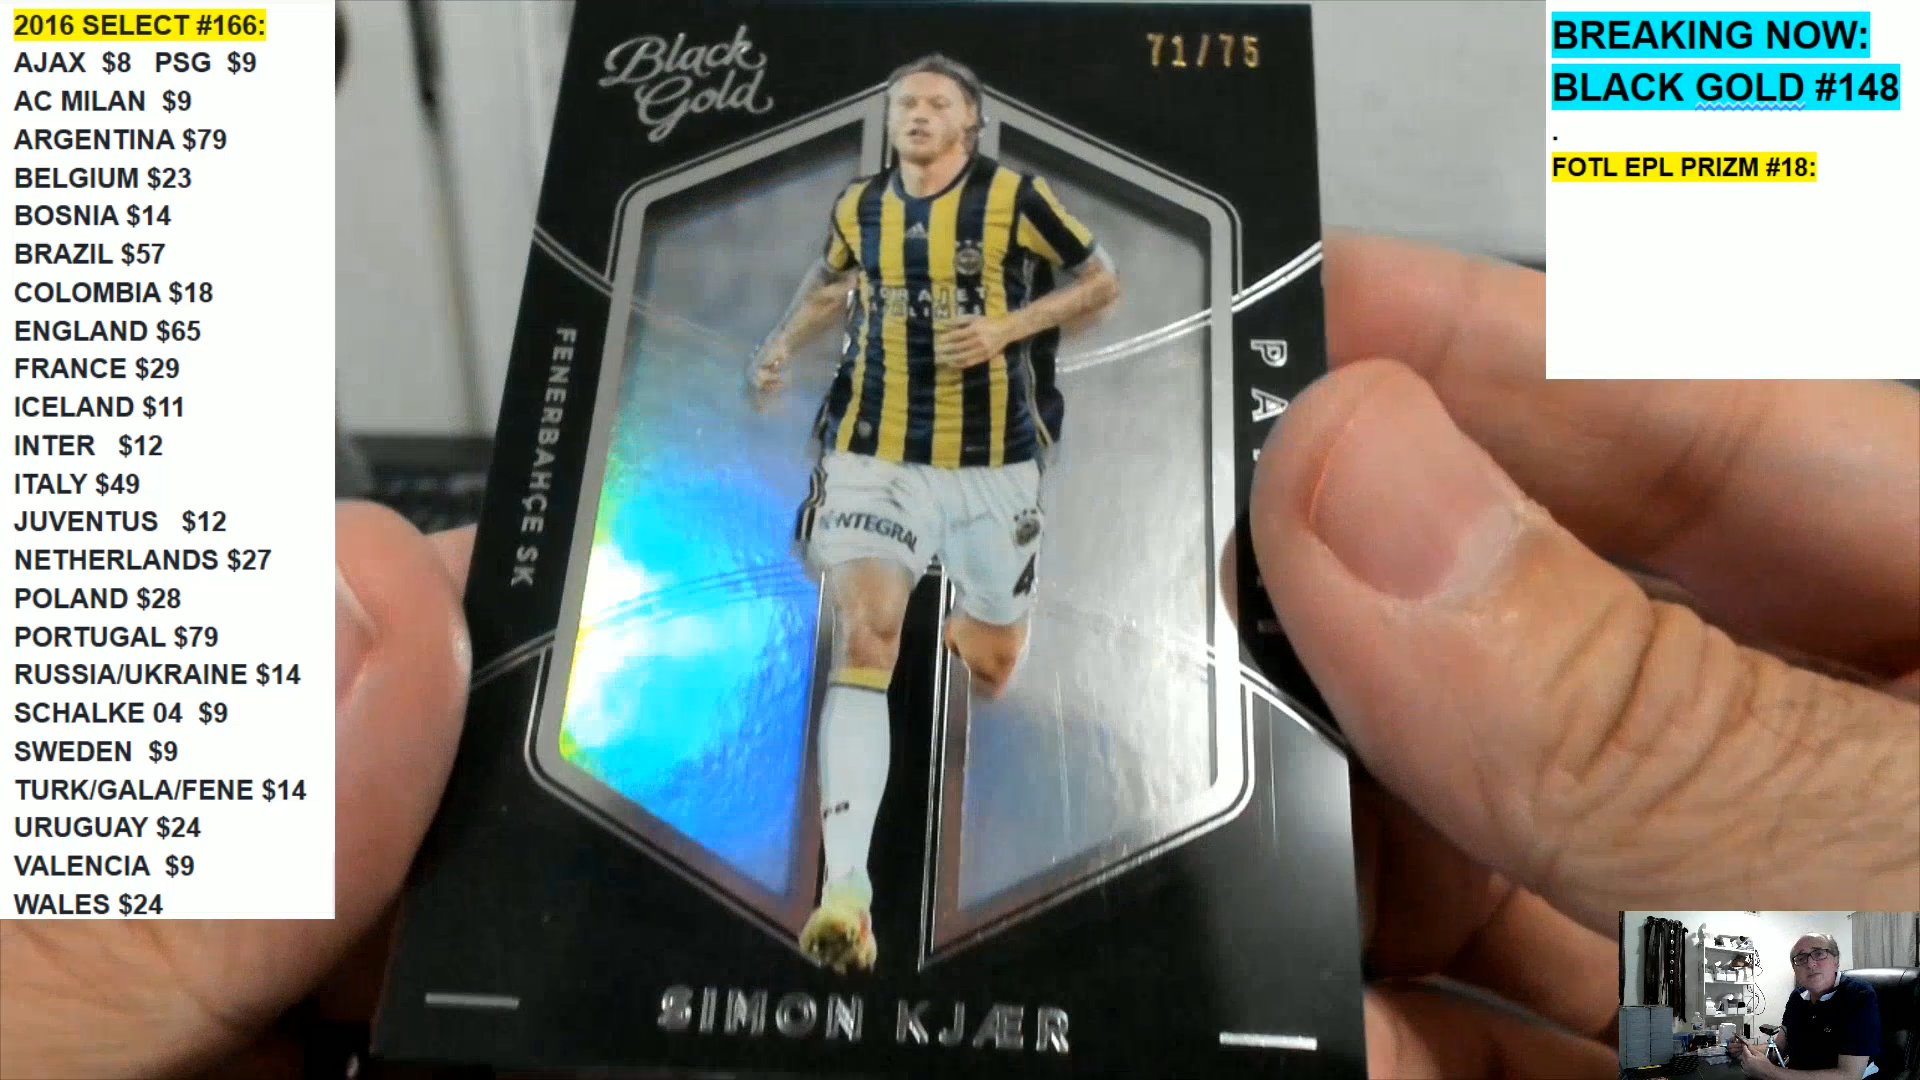 2016 SELECT #166:
AJAX $8 PSG $9
AC MILAN $9
ARGENTINA $79
BELGIUM $23
BOSNIA $14
BRAZIL $57
COLOMBIA $18
ENGLAND $65
FRANCE $29
ICELAND $11
INTER $12
ITALY $49
JUVENTUS $12
NETHERLANDS $27
POLAND $28
PORTUGAL $79
RUSSIA/UKRAINE $14
SCHALKE 04 $9
SWEDEN $9
TURK/GALA/FENE $14
URUGUAY $24
VALENCIA $9
WALES $24
Black
Gold
71/75
FENERBAHÇE SK
4
SIMON KJÆR
BREAKING NOW:
BLACK GOLD #148
.
FOTL EPL PRIZM #18: